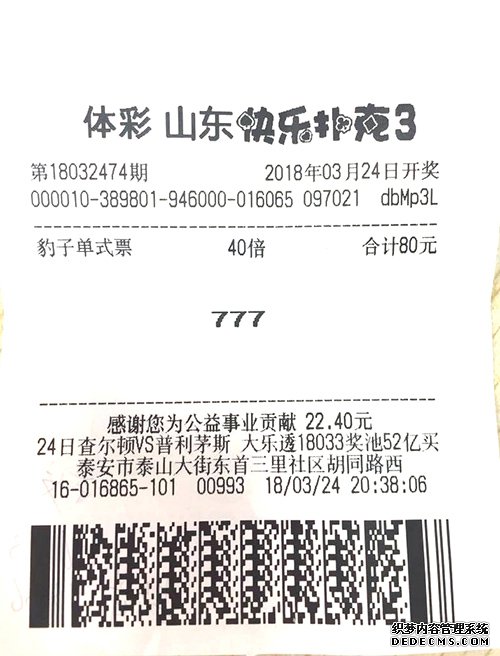 体彩 山东快乐扑克3
第18032474期 2018年03月24日开奖
000010-389801-946000-016065 097021 dbMp3L
豹子单式票 40倍 合计80元
777
感谢您为公益事业贡献 22.40元
24日查尔顿VS普利茅斯 大乐透18033奖池52亿买
泰安市泰山大街东首三里社区胡同路西
16-016865-101 00993 18/03/24 20:38:06
织梦内容管理系统
DEDECMS.COM